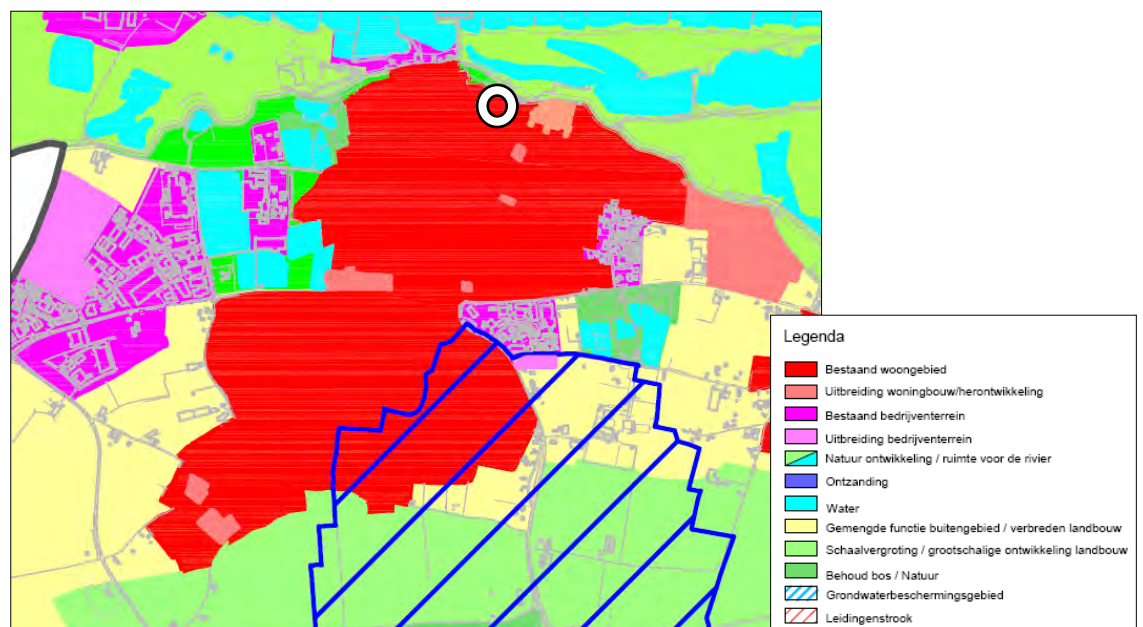 Legenda
Bestaand woongebied
Uitbreiding woningbouw/herontwikkeling
Bestaand bedrijventerrein
Uitbreiding bedrijventerrein
Natuur ontwikkeling / ruimte voor de rivier
Ontzanding
Water
Gemengde functie buitengebied / verbreden landbouw
Schaalvergroting / grootschalige ontwikkeling landbouw
Behoud bos / Natuur
Grondwaterbeschermingsgebied
Leidingenstrook